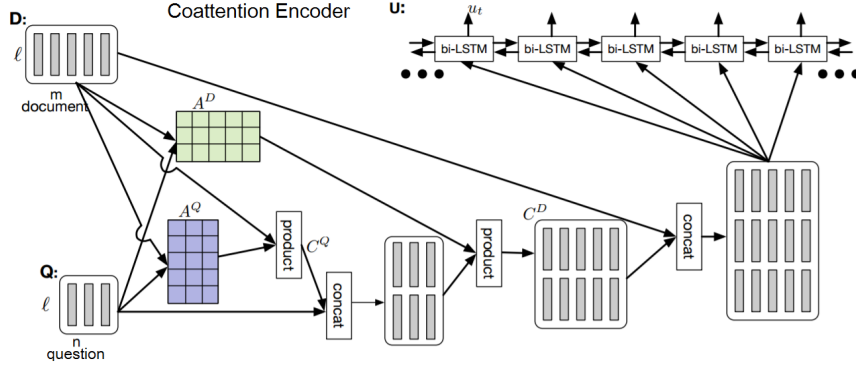 Coattention Encoder
D:
ℓ
m
document
U:
u_t
bi-LSTM bi-LSTM bi-LSTM bi-LSTM bi-LSTM
A^D
A^Q
product
C^Q
concat
product
C^D
concat
Q:
ℓ
n
question